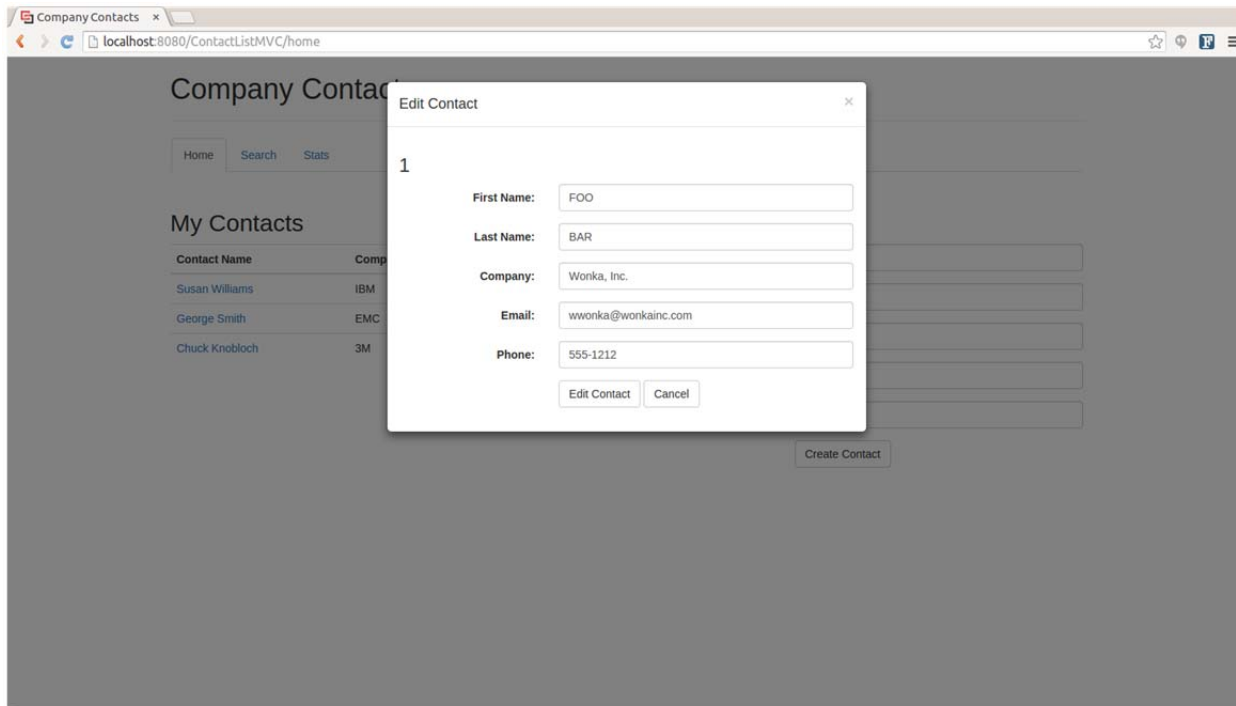 Company Contacts ×
localhost:8080/ContactListMVC/home
Company Contac
Edit Contact ×
Home Search Stats
1
First Name: FOO
My Contacts
Last Name: BAR
Contact Name Comp
Company: Wonka, Inc.
Susan Williams IBM
Email: wwonka@wonkainc.com
George Smith EMC
Phone: 555-1212
Chuck Knobloch 3M
Edit Contact Cancel
Create Contact